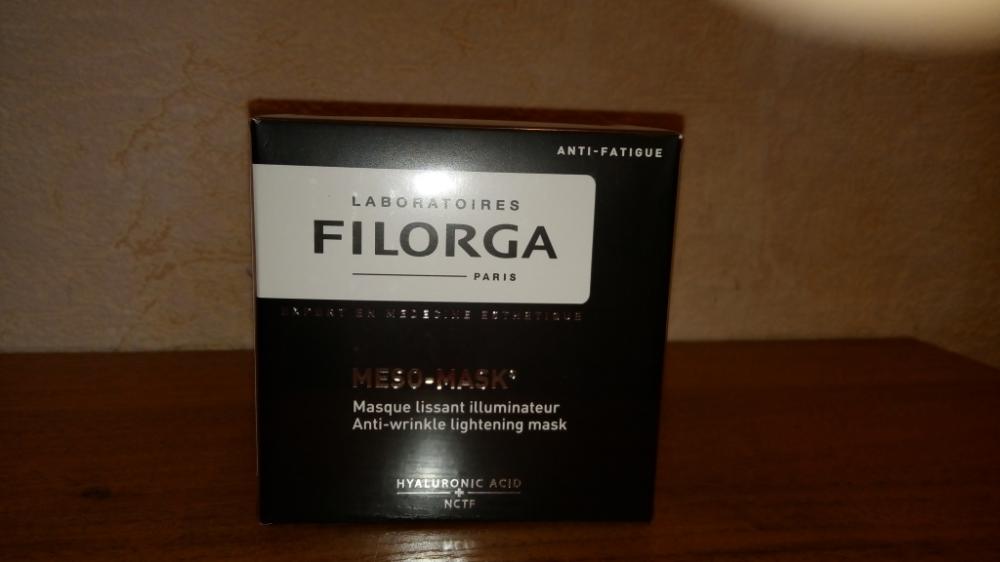 ANTI-FATIGUE
LABORATOIRES
FILORGA
PARIS
EXPERT EN MEDECINE ESTHETIQUE
MESO-MASK®
Masque lissant illuminateur
Anti-wrinkle lightening mask
HYALURONIC ACID
+
NCTF